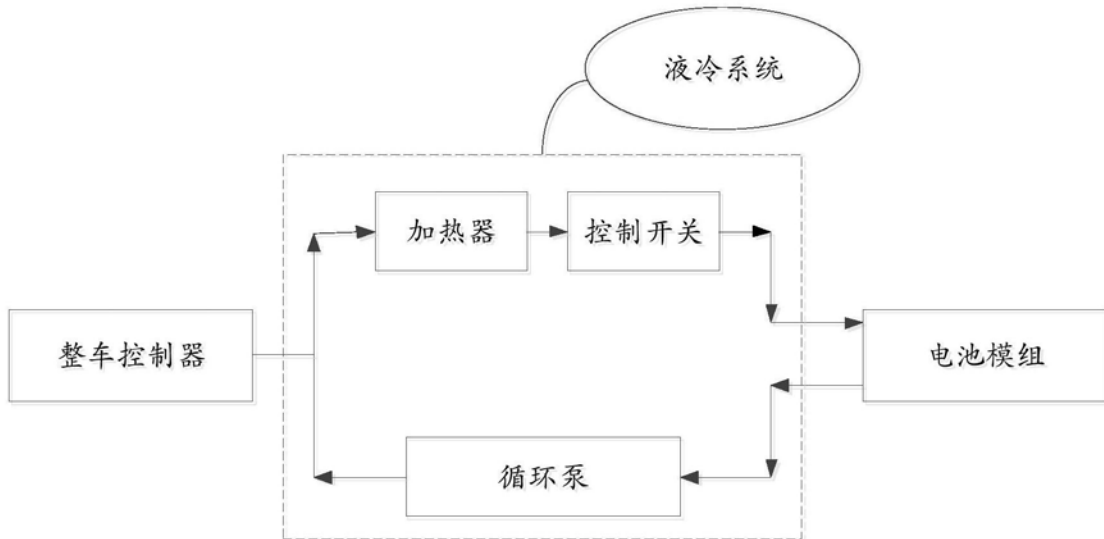 液冷系统
加热器
控制开关
整车控制器
电池模组
循环泵